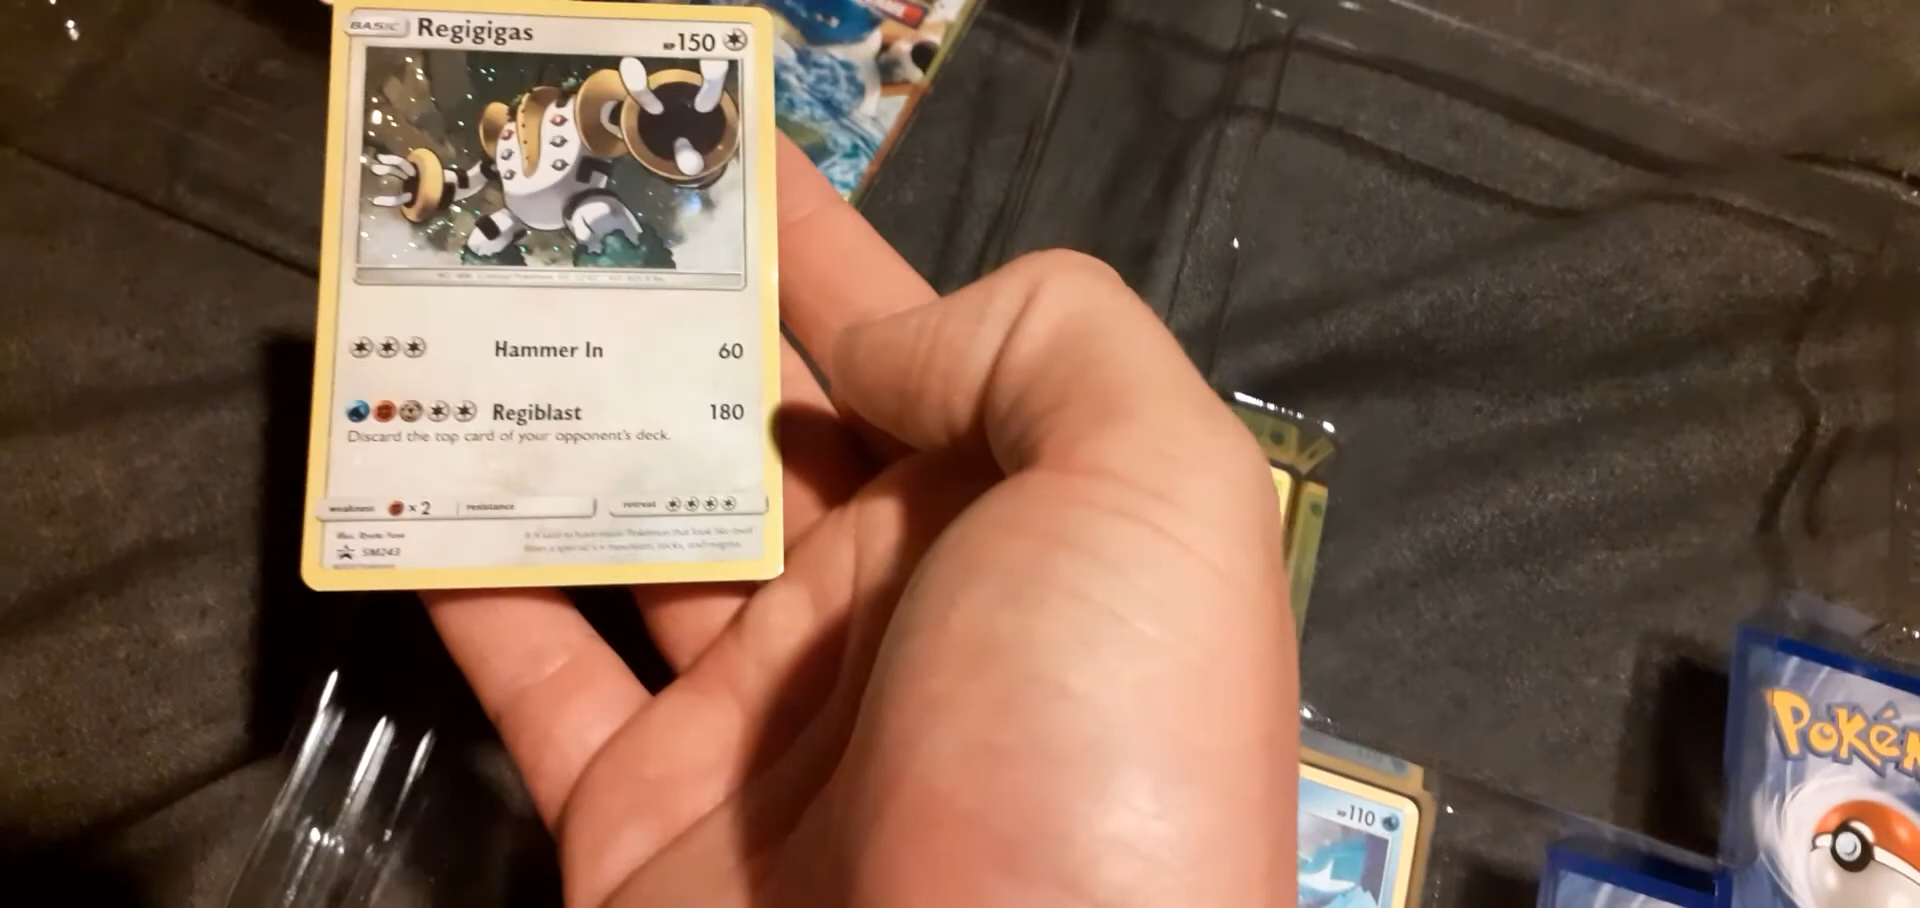 BASIC Regigigas HP150
Hammer In 60
Regiblast 180
Discard the top card of your opponent's deck.
weakness ×2 resistance retreat
SM243
HP110
Poké